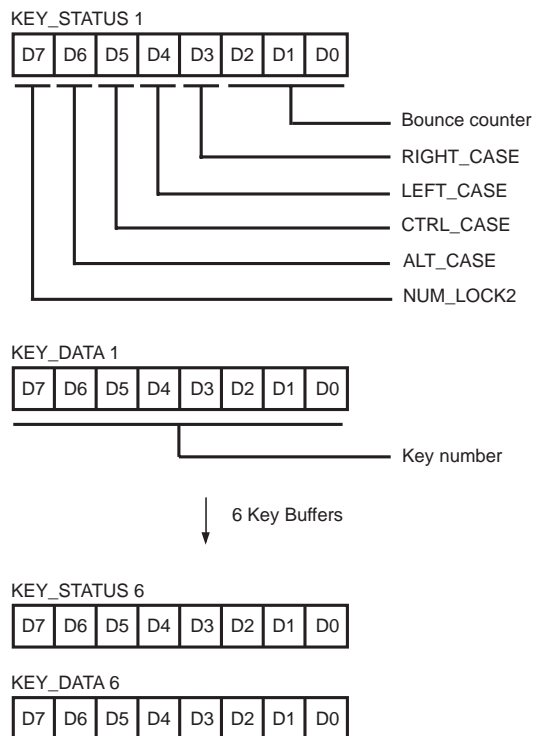 KEY_STATUS 1
D7 D6 D5 D4 D3 D2 D1 D0
Bounce counter
RIGHT_CASE
LEFT_CASE
CTRL_CASE
ALT_CASE
NUM_LOCK2
KEY_DATA 1
D7 D6 D5 D4 D3 D2 D1 D0
Key number
6 Key Buffers
KEY_STATUS 6
D7 D6 D5 D4 D3 D2 D1 D0
KEY_DATA 6
D7 D6 D5 D4 D3 D2 D1 D0